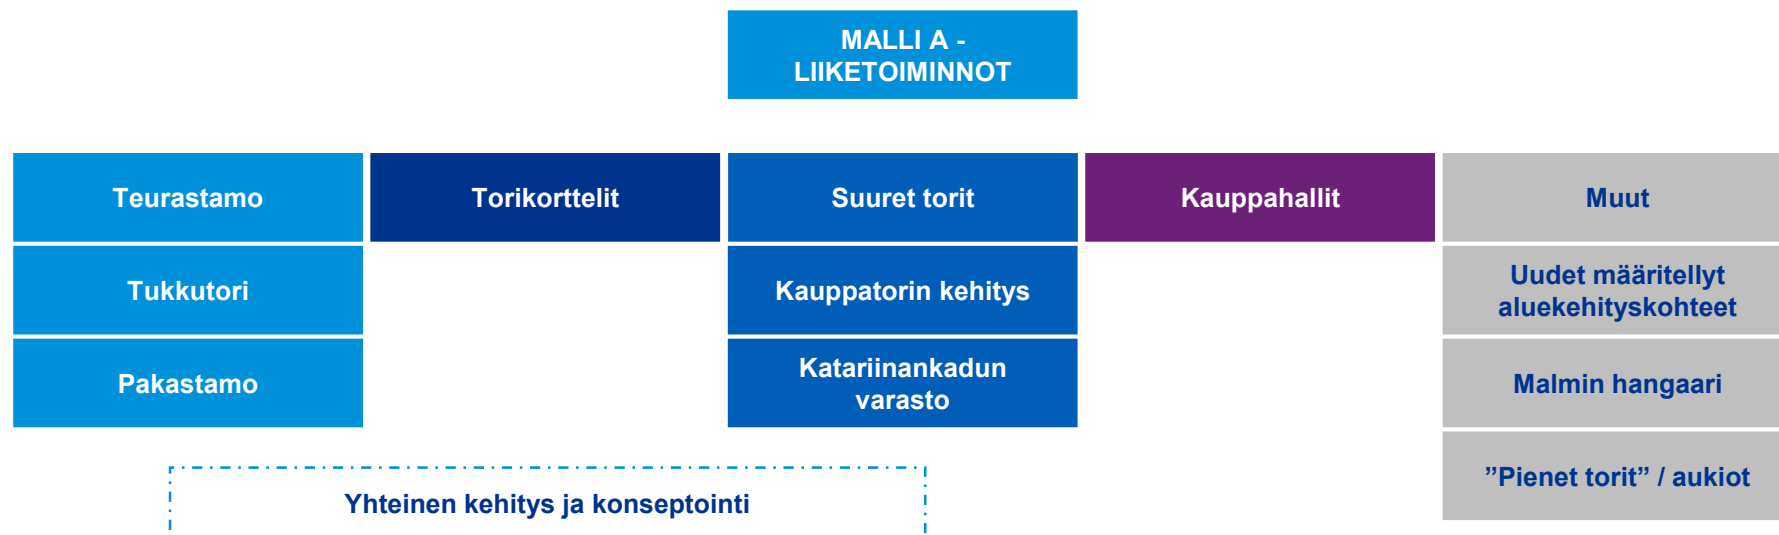 MALLI A -
LIIKETOIMINNOT
Teurastamo
Torikorttelit
Suuret torit
Kauppahallit
Muut
Tukkutori
Kauppatorin kehitys
Uudet määritellyt
aluekehityskohteet
Pakastamo
Katariinankadun
varasto
Malmin hangaari
”Pienet torit” / aukiot
Yhteinen kehitys ja konseptointi